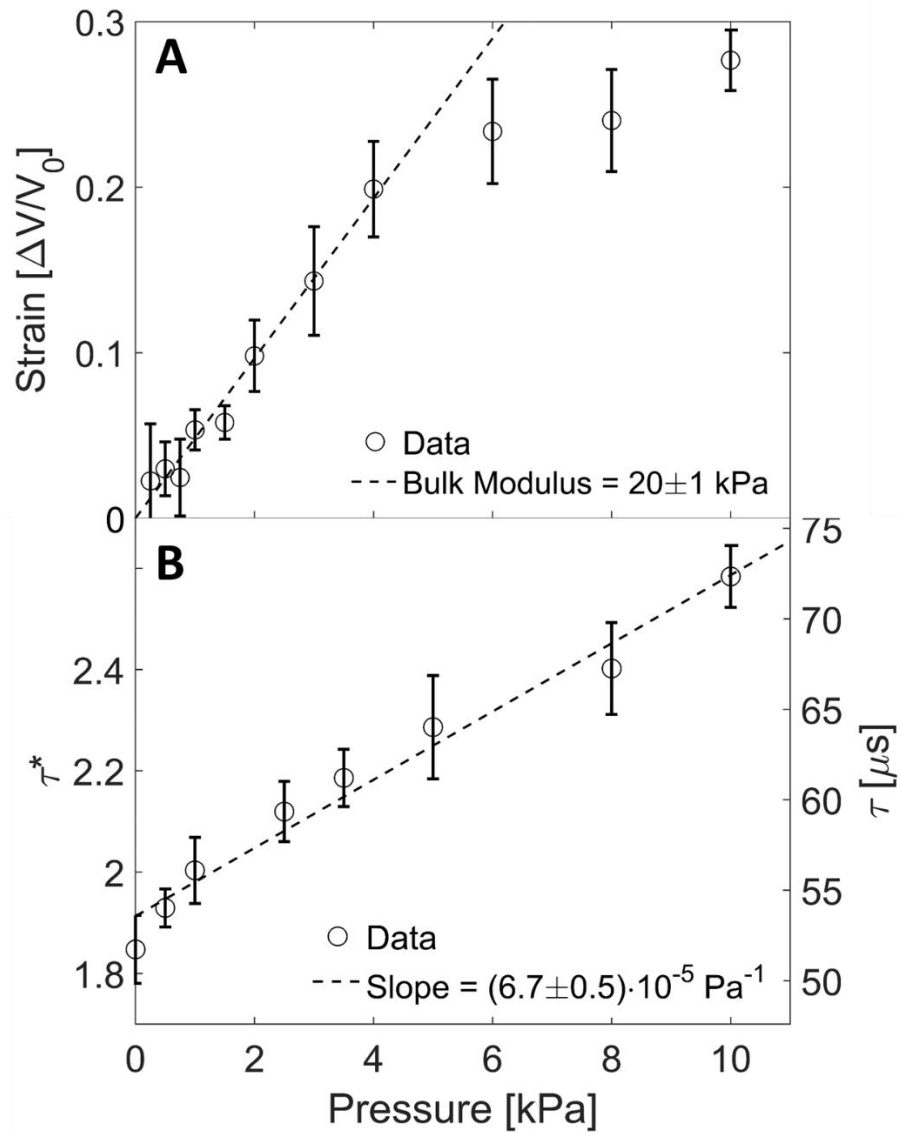 A
0.3
0.2
0.1
0
Strain [ΔV/V₀]
Data
Bulk Modulus = 20±1 kPa
B
2.4
2.2
2
1.8
τ*
75
70
65
60
55
50
τ [μs]
Data
Slope = (6.7±0.5)·10⁻⁵ Pa⁻¹
0 2 4 6 8 10
Pressure [kPa]